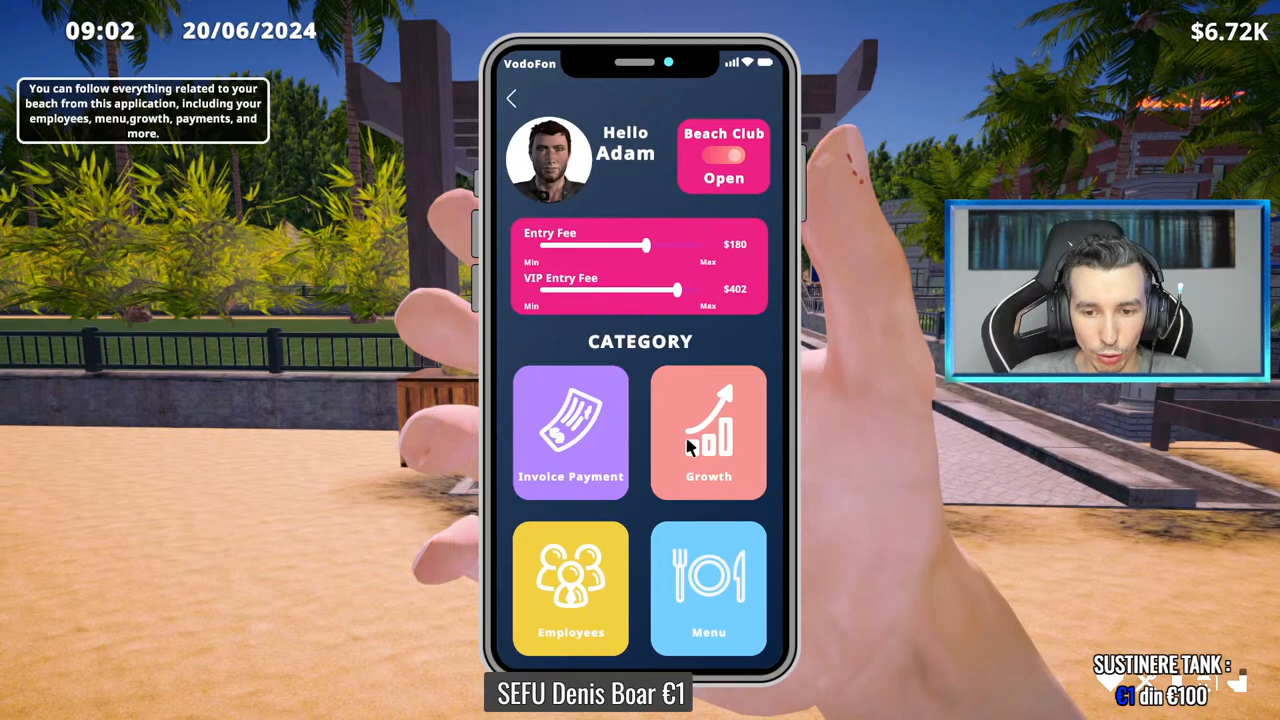 09:02
20/06/2024
$6.72K
You can follow everything related to your
beach from this application, including your
employees, menu,growth, payments, and
more.
VodoFon
Hello
Adam
Beach Club
Open
Entry Fee
$180
Min
Max
VIP Entry Fee
$402
Min
Max
CATEGORY
Invoice Payment
Growth
Employees
Menu
SEFU Denis Boar €1
SUSTINERE TANK :
€1 din €100